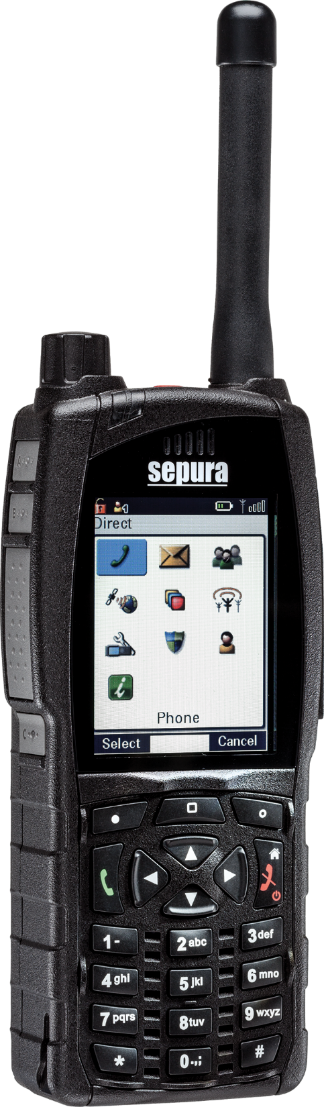 sepura
Direct
Phone
Select Cancel
1-
2abc
3def
4ghi
5jkl
6mno
7pqrs
8tuv
9wxyz
*
0.,;
#